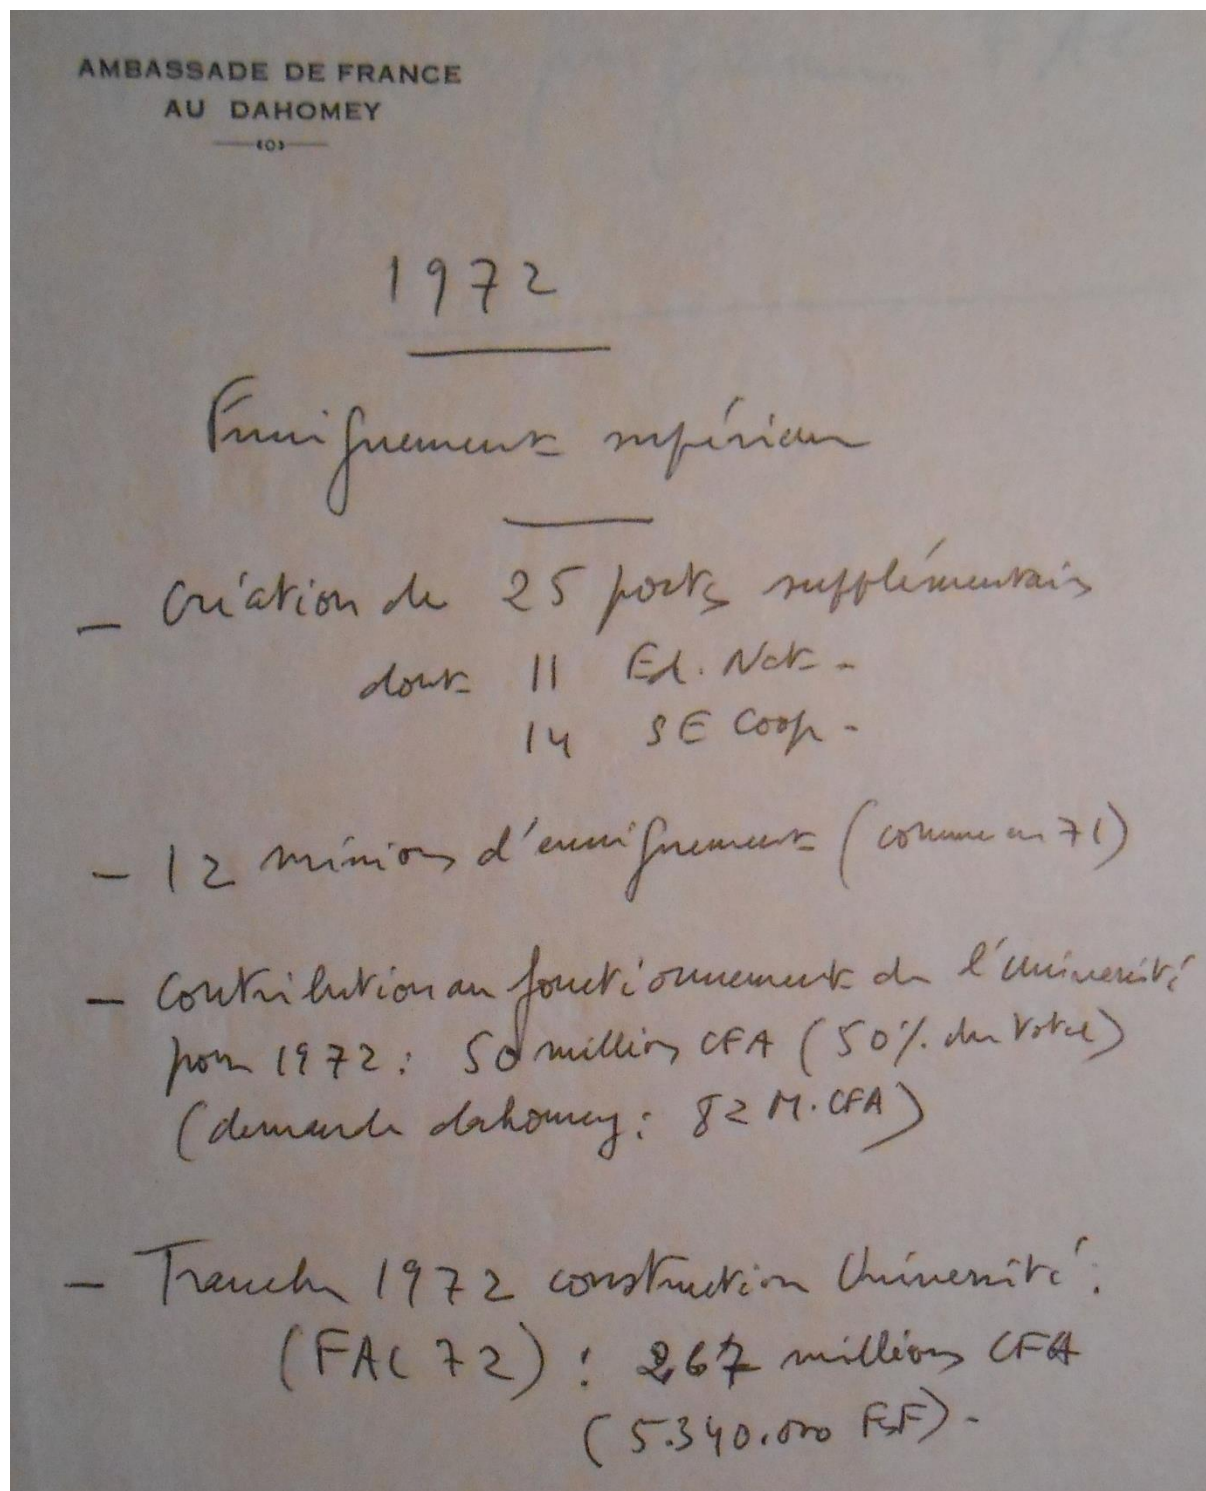 AMBASSADE DE FRANCE
AU DAHOMEY
1972
Enseignement supérieur
- Création de 25 postes supplémentaires
dont 11 Ed. Nat -
14 SE Coop -
- 12 missions d'enseignement (comme en 71)
- Contribution au fonctionnement de l'Université
pour 1972 : 50 millions CFA (50% du total)
(demande dahomey : 82 M. CFA)
- Tranche 1972 construction Université :
(FAC 72) : 267 millions CFA
(5.340.000 FF) -